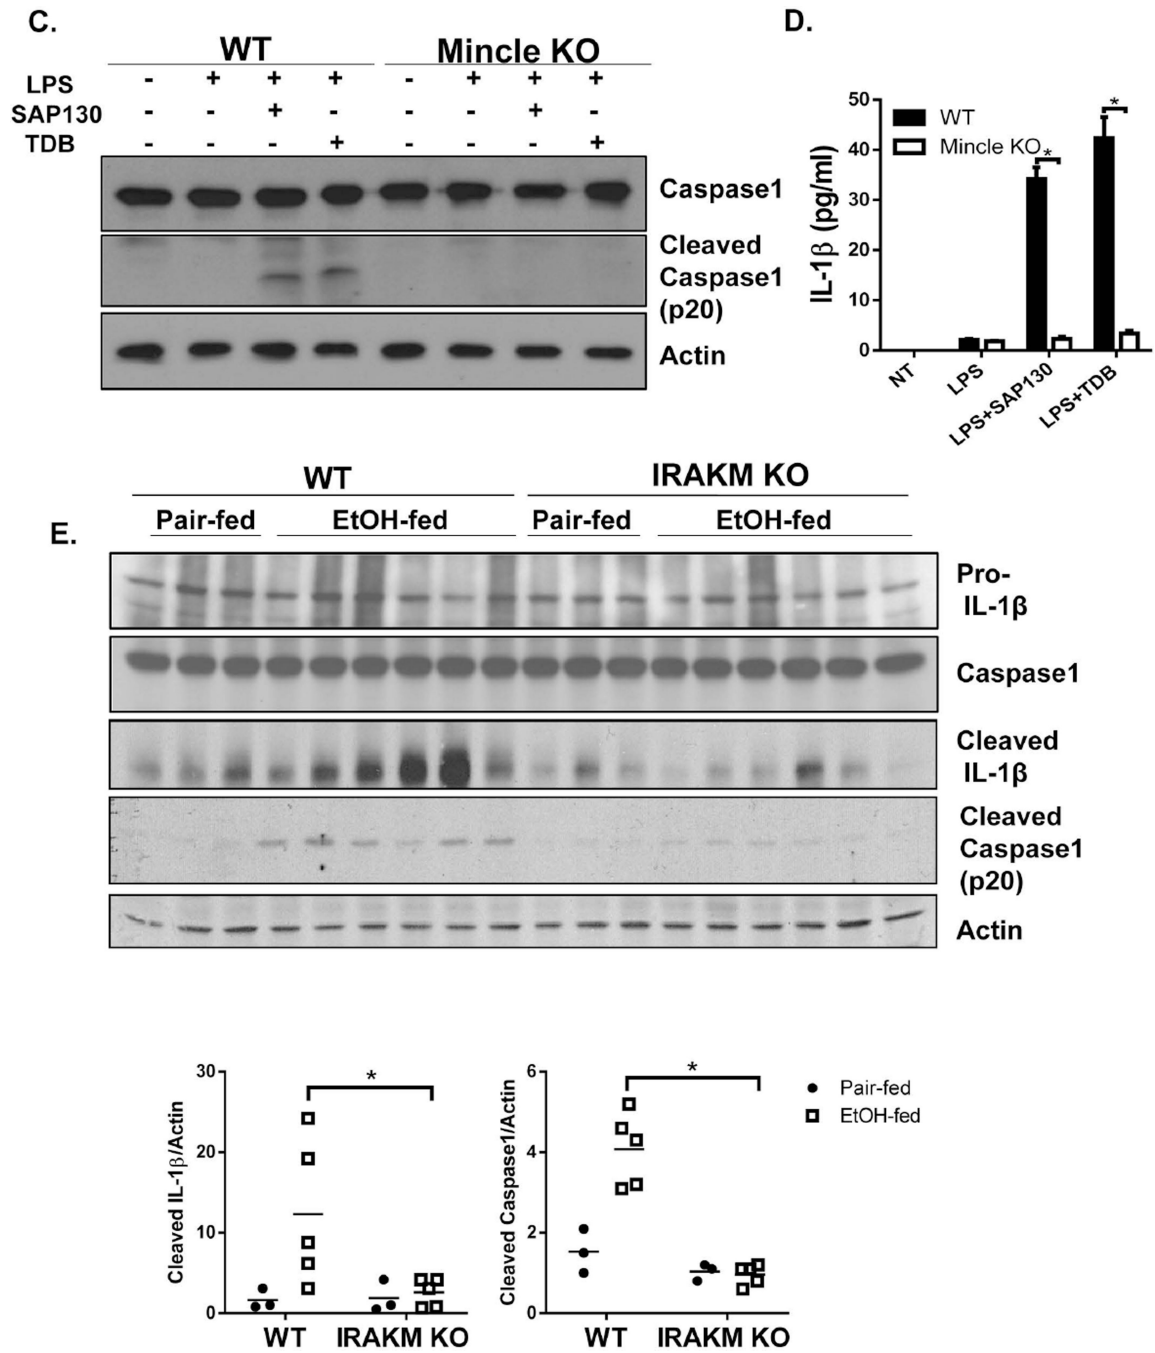 C.
WT Mincle KO
LPS - + + + - + + +
SAP130 - - + - - - + -
TDB - - - + - - - +
Caspase1
Cleaved
Caspase1
(p20)
Actin
D.
50
40
30
20
10
0
IL-1β (pg/ml)
WT
Mincle KO
*
*
NT
LPS
LPS+SAP130
LPS+TDB
E.
WT IRAKM KO
Pair-fed EtOH-fed Pair-fed EtOH-fed
Pro-
IL-1β
Caspase1
Cleaved
IL-1β
Cleaved
Caspase1
(p20)
Actin
Cleaved IL-1β/Actin
30
20
10
0
*
WT IRAKM KO
Cleaved Caspase1/Actin
6
4
2
0
*
WT IRAKM KO
Pair-fed
EtOH-fed